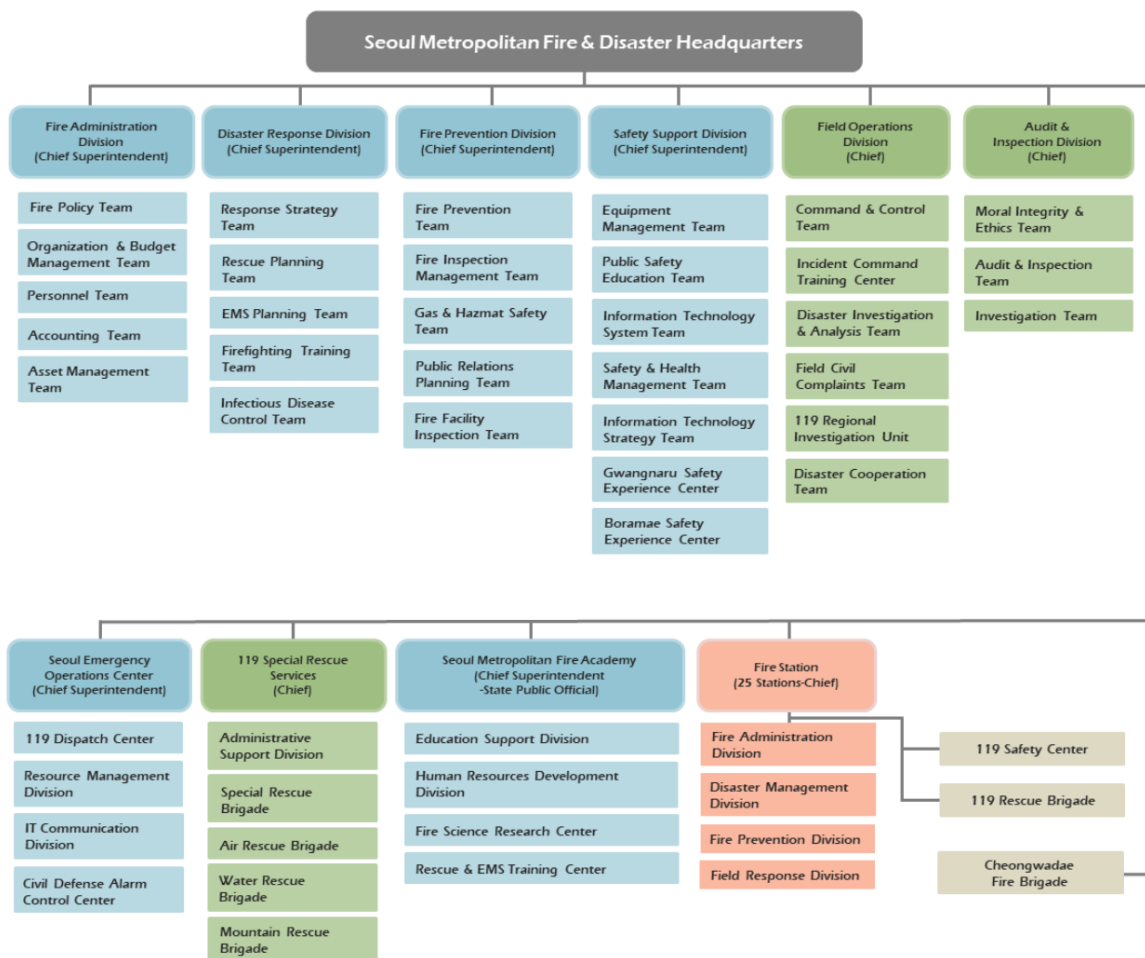 Seoul Metropolitan Fire & Disaster Headquarters
Fire Administration
Division
(Chief Superintendent)
Fire Policy Team
Organization & Budget
Management Team
Personnel Team
Accounting Team
Asset Management
Team
Disaster Response Division
(Chief Superintendent)
Response Strategy
Team
Rescue Planning
Team
EMS Planning Team
Firefighting Training
Team
Infectious Disease
Control Team
Fire Prevention Division
(Chief Superintendent)
Fire Prevention
Team
Fire Inspection
Management Team
Gas & Hazmat Safety
Team
Public Relations
Planning Team
Fire Facility
Inspection Team
Safety Support Division
(Chief Superintendent)
Equipment
Management Team
Public Safety
Education Team
Information Technology
System Team
Safety & Health
Management Team
Information Technology
Strategy Team
Gwangnaru Safety
Experience Center
Boramae Safety
Experience Center
Field Operations
Division
(Chief)
Command & Control
Team
Incident Command
Training Center
Disaster Investigation
& Analysis Team
Field Civil
Complaints Team
119 Regional
Investigation Unit
Disaster Cooperation
Team
Audit &
Inspection Division
(Chief)
Moral Integrity &
Ethics Team
Audit & Inspection
Team
Investigation Team
Seoul Emergency
Operations Center
(Chief Superintendent)
119 Dispatch Center
Resource Management
Division
IT Communication
Division
Civil Defense Alarm
Control Center
119 Special Rescue
Services
(Chief)
Administrative
Support Division
Special Rescue
Brigade
Air Rescue Brigade
Water Rescue
Brigade
Mountain Rescue
Brigade
Seoul Metropolitan Fire Academy
(Chief Superintendent
-State Public Official)
Education Support Division
Human Resources Development
Division
Fire Science Research Center
Rescue & EMS Training Center
Fire Station
(25 Stations-Chief)
Fire Administration
Division
Disaster Management
Division
Fire Prevention Division
Field Response Division
119 Safety Center
119 Rescue Brigade
Cheongwadae
Fire Brigade